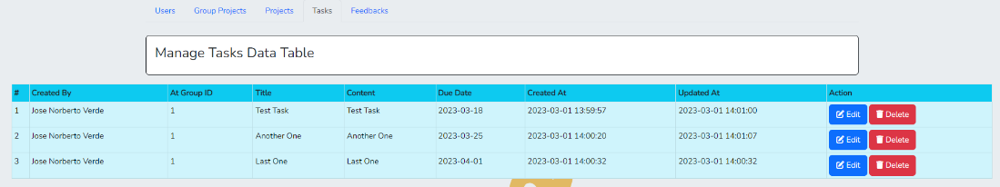 Users Group Projects Projects Tasks Feedbacks
Manage Tasks Data Table
# Created By At Group ID Title Content Due Date Created At Updated At Action
1 Jose Norberto Verde 1 Test Task Test Task 2023-03-18 2023-03-01 13:59:57 2023-03-01 14:01:00 Edit Delete
2 Jose Norberto Verde 1 Another One Another One 2023-03-25 2023-03-01 14:00:20 2023-03-01 14:01:07 Edit Delete
3 Jose Norberto Verde 1 Last One Last One 2023-04-01 2023-03-01 14:00:32 2023-03-01 14:00:32 Edit Delete